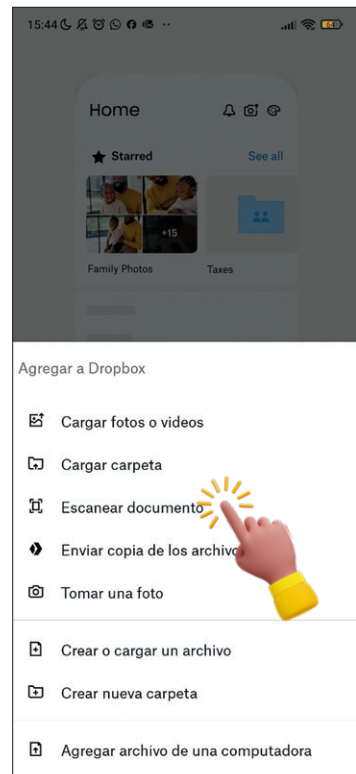 15:44
64
Home
Starred
See all
+15
Family Photos
Taxes
Agregar a Dropbox
Cargar fotos o videos
Cargar carpeta
Escanear documento
Enviar copia de los archivo
Tomar una foto
Crear o cargar un archivo
Crear nueva carpeta
Agregar archivo de una computadora